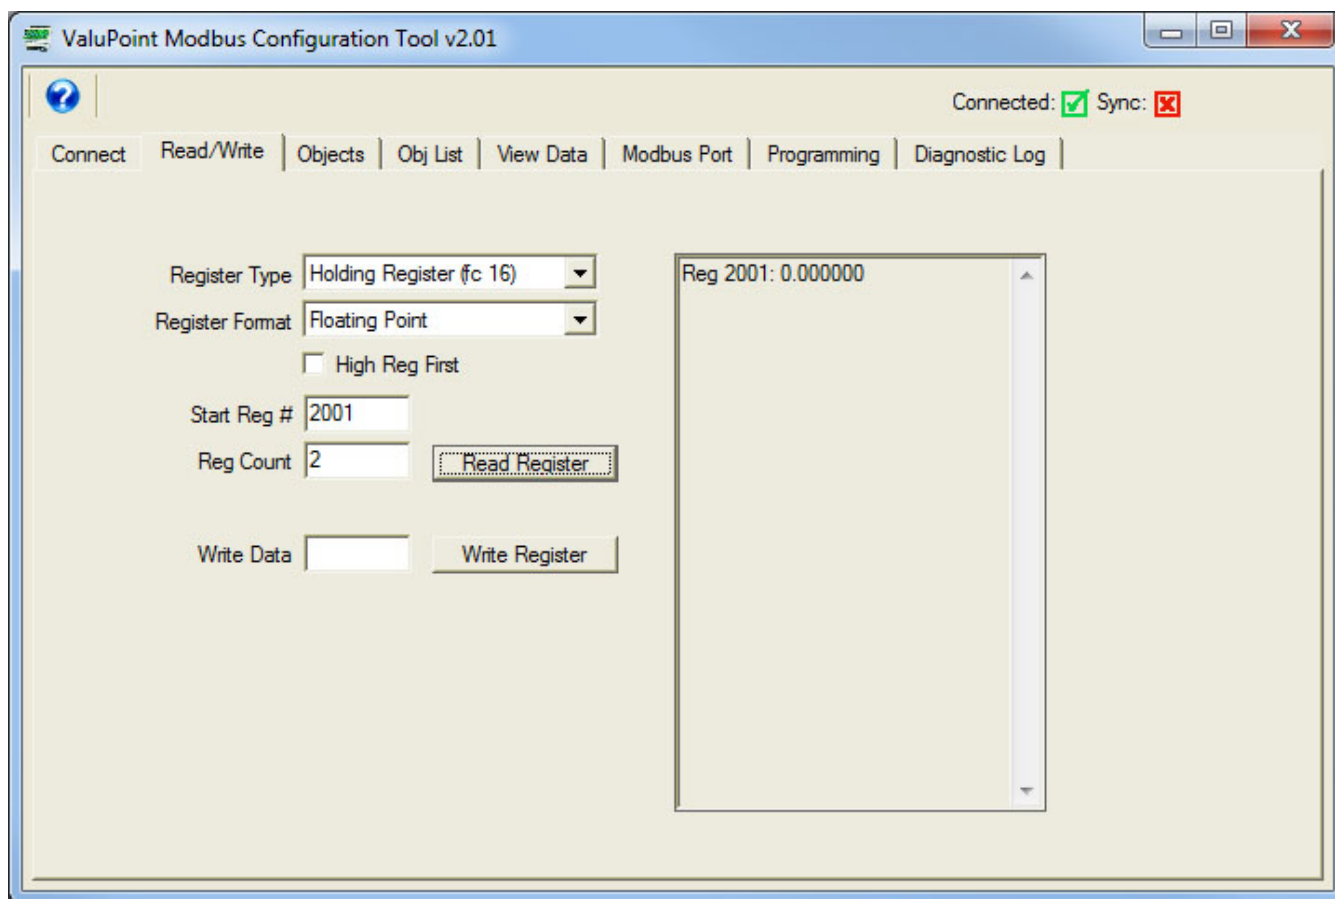 ValuPoint Modbus Configuration Tool v2.01
Connected: Sync:
Connect Read/Write Objects Obj List View Data Modbus Port Programming Diagnostic Log
Register Type Holding Register (fc 16)
Reg 2001: 0.000000
Register Format Floating Point
High Reg First
Start Reg # 2001
Reg Count 2 Read Register
Write Data Write Register